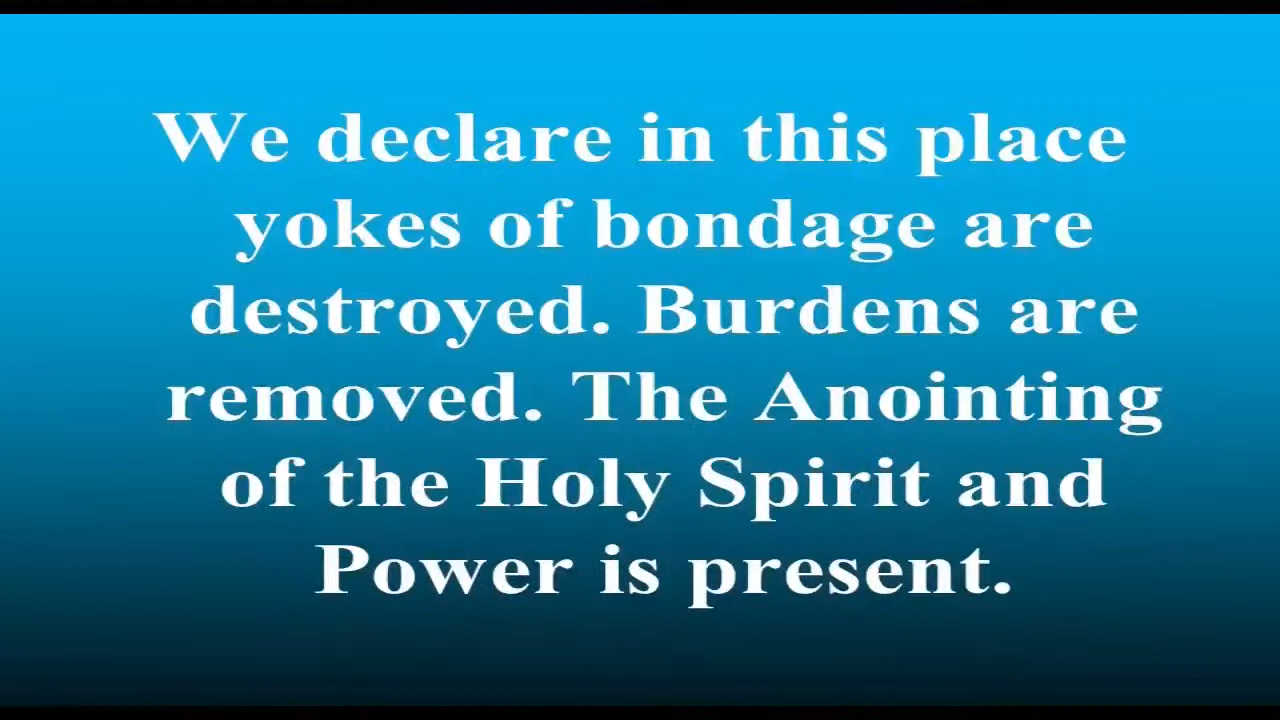 We declare in this place
yokes of bondage are
destroyed. Burdens are
removed. The Anointing
of the Holy Spirit and
Power is present.